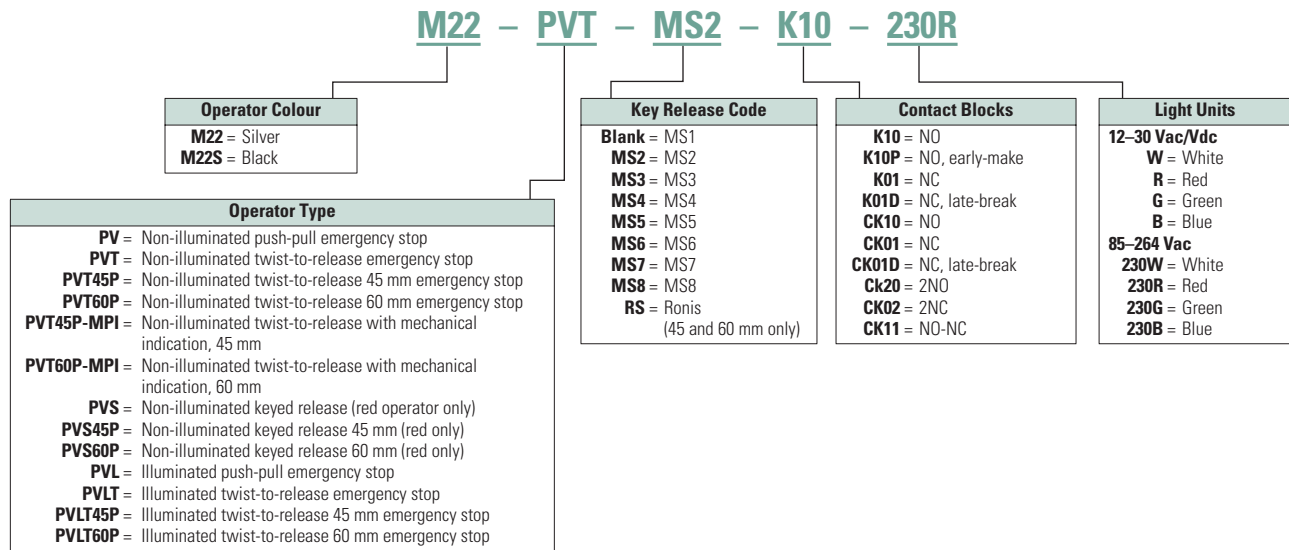 M22 – PVT – MS2 – K10 – 230R
Operator Colour
M22 = Silver
M22S = Black
Operator Type
PV = Non-illuminated push-pull emergency stop
PVT = Non-illuminated twist-to-release emergency stop
PVT45P = Non-illuminated twist-to-release 45 mm emergency stop
PVT60P = Non-illuminated twist-to-release 60 mm emergency stop
PVT45P-MPI = Non-illuminated twist-to-release with mechanical
indication, 45 mm
PVT60P-MPI = Non-illuminated twist-to-release with mechanical
indication, 60 mm
PVS = Non-illuminated keyed release (red operator only)
PVS45P = Non-illuminated keyed release 45 mm (red only)
PVS60P = Non-illuminated keyed release 60 mm (red only)
PVL = Illuminated push-pull emergency stop
PVLT = Illuminated twist-to-release emergency stop
PVLT45P = Illuminated twist-to-release 45 mm emergency stop
PVLT60P = Illuminated twist-to-release 60 mm emergency stop
Key Release Code
Blank = MS1
MS2 = MS2
MS3 = MS3
MS4 = MS4
MS5 = MS5
MS6 = MS6
MS7 = MS7
MS8 = MS8
RS = Ronis
(45 and 60 mm only)
Contact Blocks
K10 = NO
K10P = NO, early-make
K01 = NC
K01D = NC, late-break
CK10 = NO
CK01 = NC
CK01D = NC, late-break
Ck20 = 2NO
CK02 = 2NC
CK11 = NO-NC
Light Units
12–30 Vac/Vdc
W = White
R = Red
G = Green
B = Blue
85–264 Vac
230W = White
230R = Red
230G = Green
230B = Blue